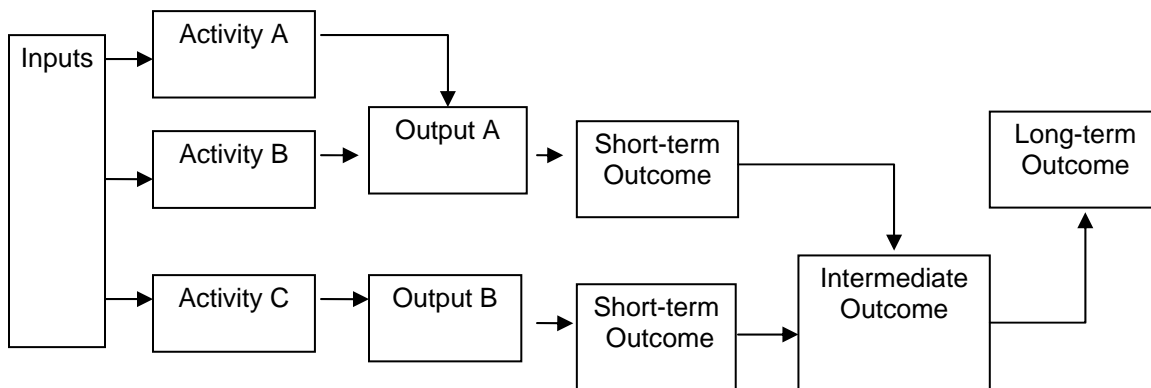 Inputs
Activity A
Activity B
Activity C
Output A
Output B
Short-term
Outcome
Short-term
Outcome
Intermediate
Outcome
Long-term
Outcome